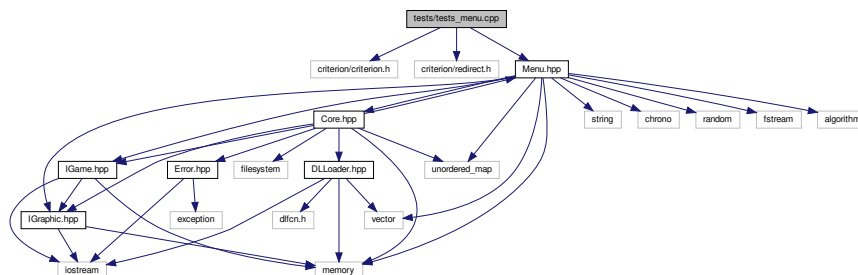 tests/tests_menu.cpp
criterion/criterion.h
criterion/redirect.h
Menu.hpp
Core.hpp
string
chrono
random
fstream
algorithm
IGame.hpp
Error.hpp
filesystem
DLLoader.hpp
unordered_map
IGraphic.hpp
exception
dlfcn.h
vector
iostream
memory